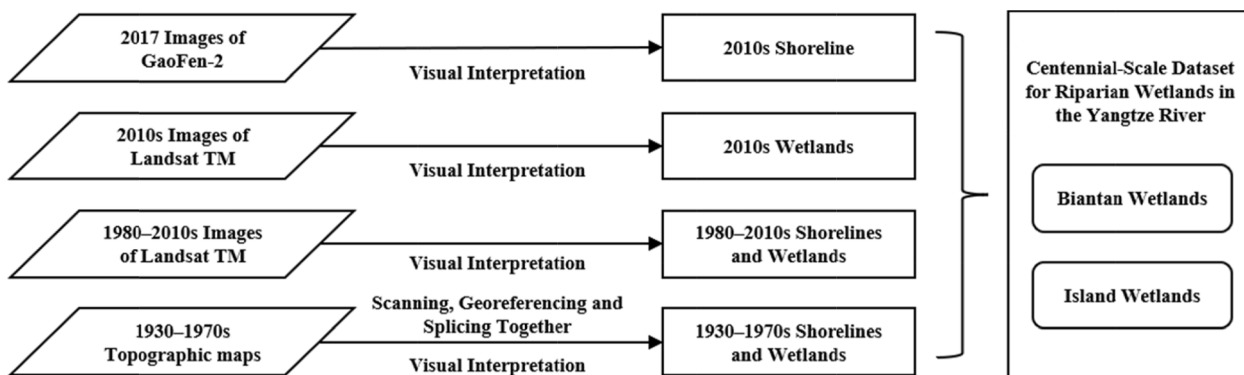 2017 Images of
GaoFen-2
Visual Interpretation
2010s Shoreline
2010s Images of
Landsat TM
Visual Interpretation
2010s Wetlands
1980–2010s Images
of Landsat TM
Visual Interpretation
1980–2010s Shorelines
and Wetlands
1930–1970s
Topographic maps
Scanning, Georeferencing and
Splicing Together
Visual Interpretation
1930–1970s Shorelines
and Wetlands
Centennial-Scale Dataset
for Riparian Wetlands in
the Yangtze River
Biantan Wetlands
Island Wetlands